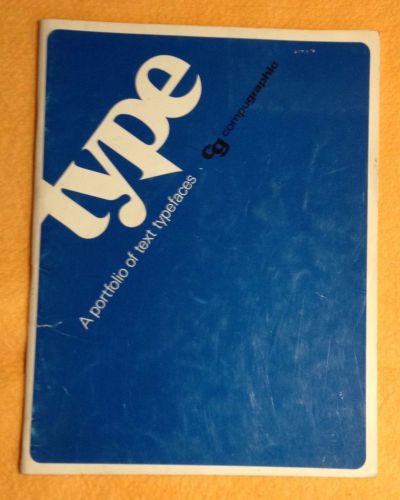 type
A portfolio of text typefaces
cg compugraphic